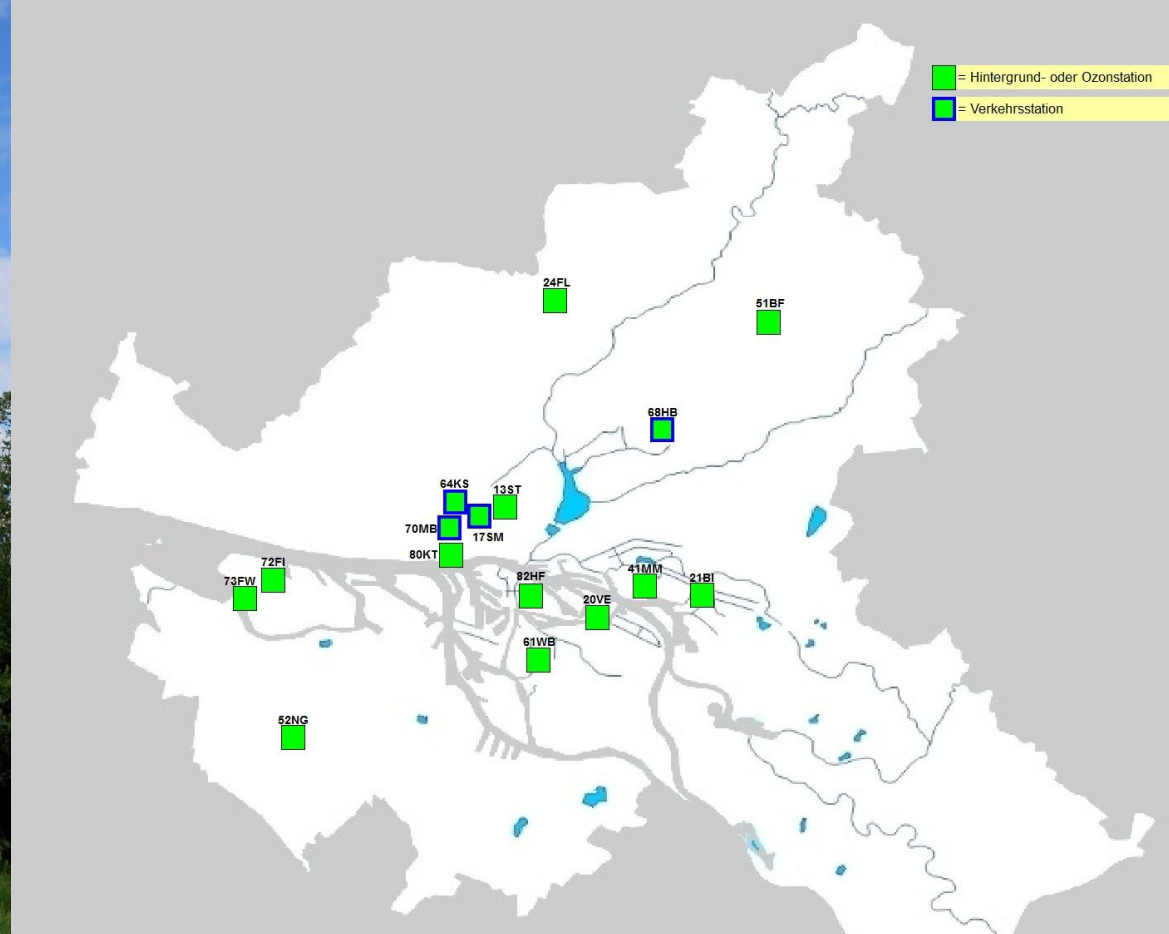 = Hintergrund- oder Ozonstation
= Verkehrsstation
24FL
51BF
68HB
64KS
13ST
70MB
17SM
80KT
72FI
73FW
82HF
41MM
21BI
20VE
61WB
52NG